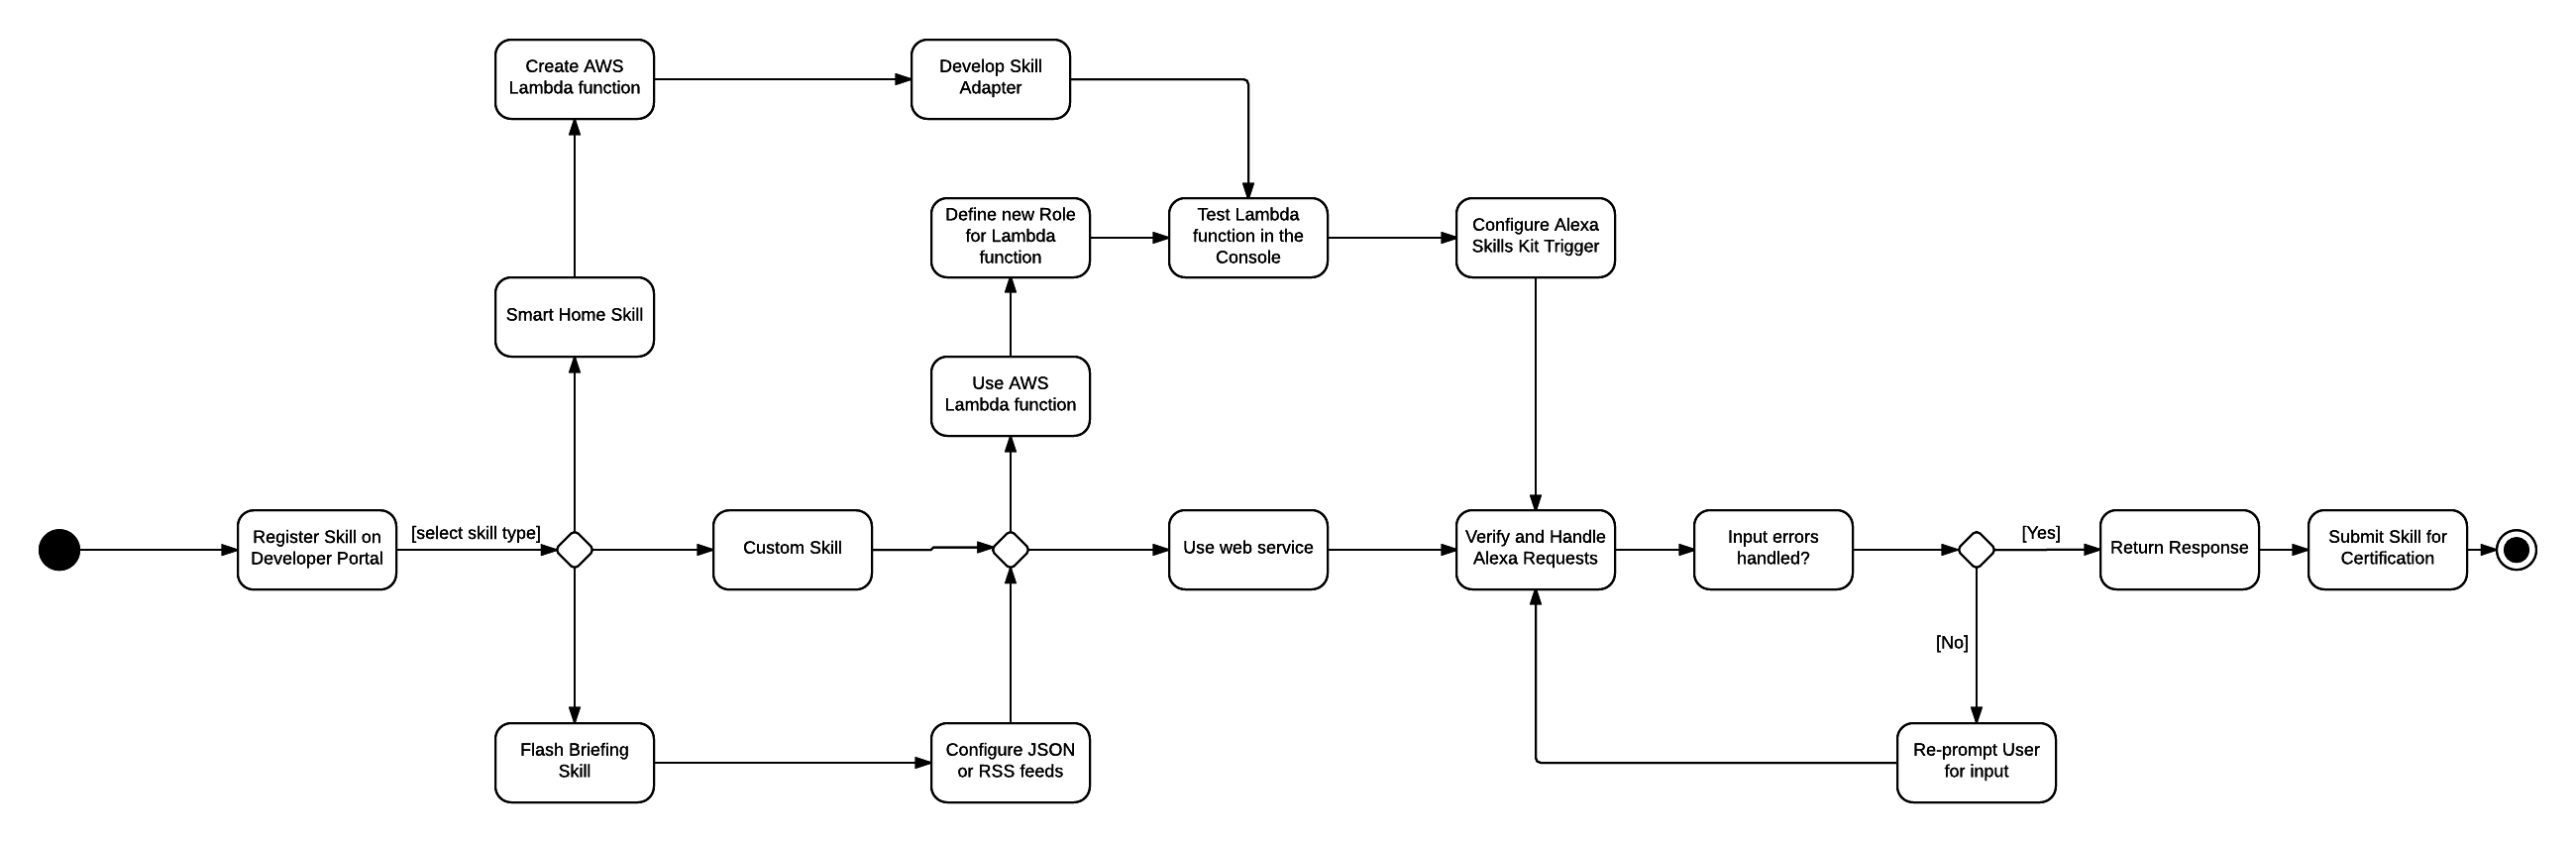 Create AWS
Lambda function
Develop Skill
Adapter
Define new Role
for Lambda
function
Test Lambda
function in the
Console
Configure Alexa
Skills Kit Trigger
Smart Home Skill
Use AWS
Lambda function
Register Skill on
Developer Portal
[select skill type]
Custom Skill
Use web service
Verify and Handle
Alexa Requests
Input errors
handled?
[Yes]
Return Response
Submit Skill for
Certification
[No]
Flash Briefing
Skill
Configure JSON
or RSS feeds
Re-prompt User
for input